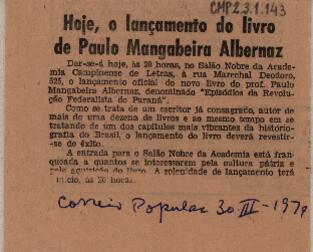 CMP 2.3.1.143
Hoje, o lançamento do livro
de Paulo Mangabeira Albernaz
Dar-se-á hoje, às 20 horas, no Salão Nobre da Academia
Campinense de Letras, à rua Marechal Deodoro,
525, o lançamento oficial do novo livro do prof. Paulo
Mangabeira Albernaz, denominado "Episódios da Revolução
Federalista do Paraná".
Como se trata de um escritor já consagrado, autor de
mais de uma dezena de livros e ao mesmo tempo em se
tratando de um dos capítulos mais vibrantes da historiografia
do Brasil, o lançamento do livro deverá revestir-se
de êxito.
A entrada para o Salão Nobre da Academia está franqueada
a quantos se interessarem pela cultura pátria e
pela aquisição do livro. A solenidade de lançamento terá
início, às 20 horas.
Correio Popular 30 III-197